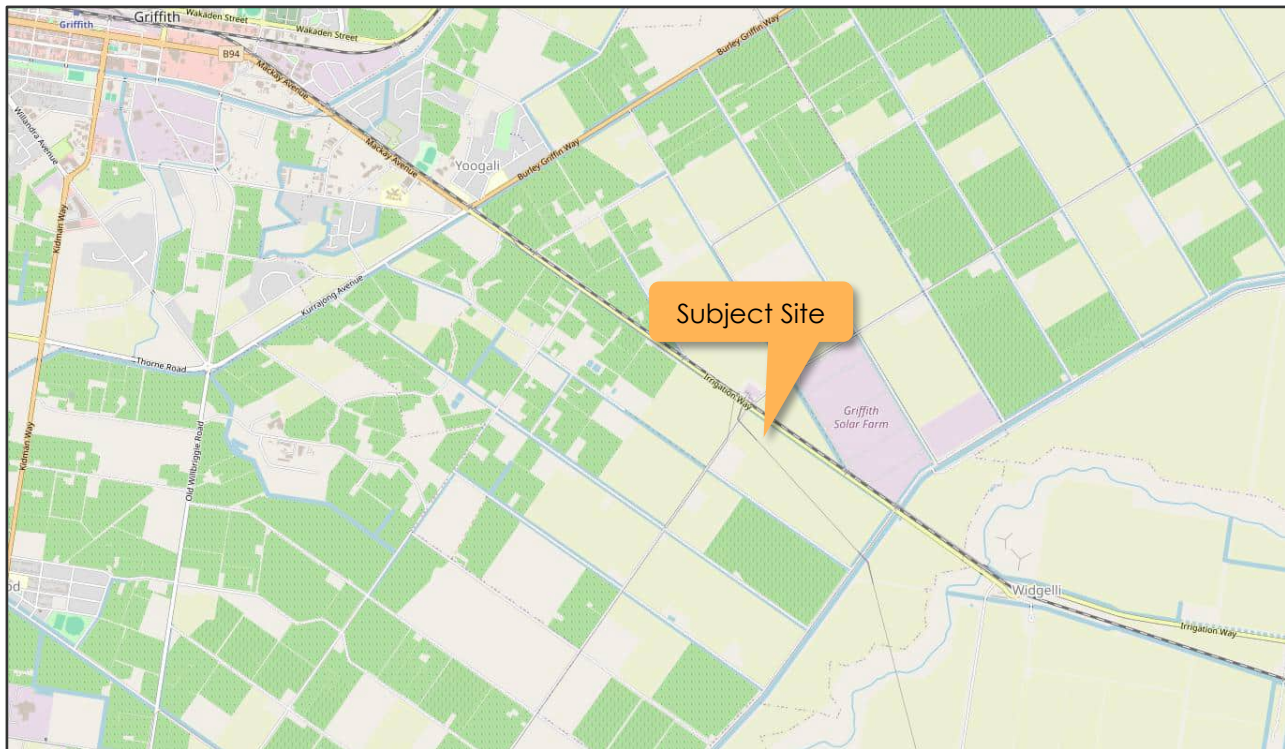 Griffith
Griffith
Wakaden Street
Wakaden Street
B94
Mackay Avenue
Burley Griffin Way
Willandra Avenue
Mackay Avenue
Yoogali
Burley Griffin Way
Kidman Way
Kurrajong Avenue
Subject Site
Thorne Road
Irrigation Way
Griffith
Solar Farm
Kidman Way
Old Willbriggie Road
od
Widgelli
Irrigation Way